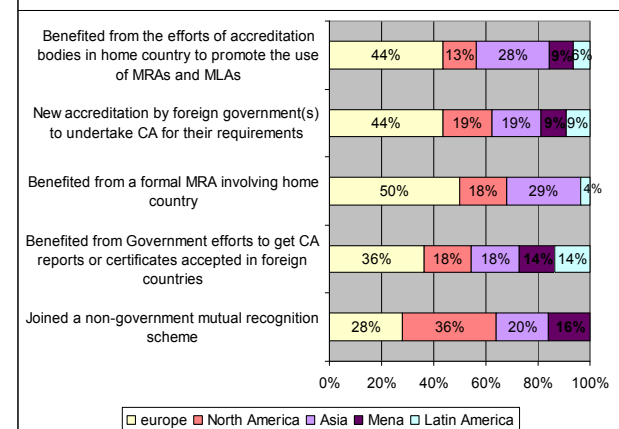 Benefited from the efforts of accreditation
bodies in home country to promote the use
of MRAs and MLAs
44% 13% 28% 9% 6%
New accreditation by foreign government(s)
to undertake CA for their requirements
44% 19% 19% 9% 9%
Benefited from a formal MRA involving home
country
50% 18% 29% 4%
Benefited from Government efforts to get CA
reports or certificates accepted in foreign
countries
36% 18% 18% 14% 14%
Joined a non-government mutual recognition
scheme
28% 36% 20% 16%
0% 20% 40% 60% 80% 100%
europe North America Asia Mena Latin America